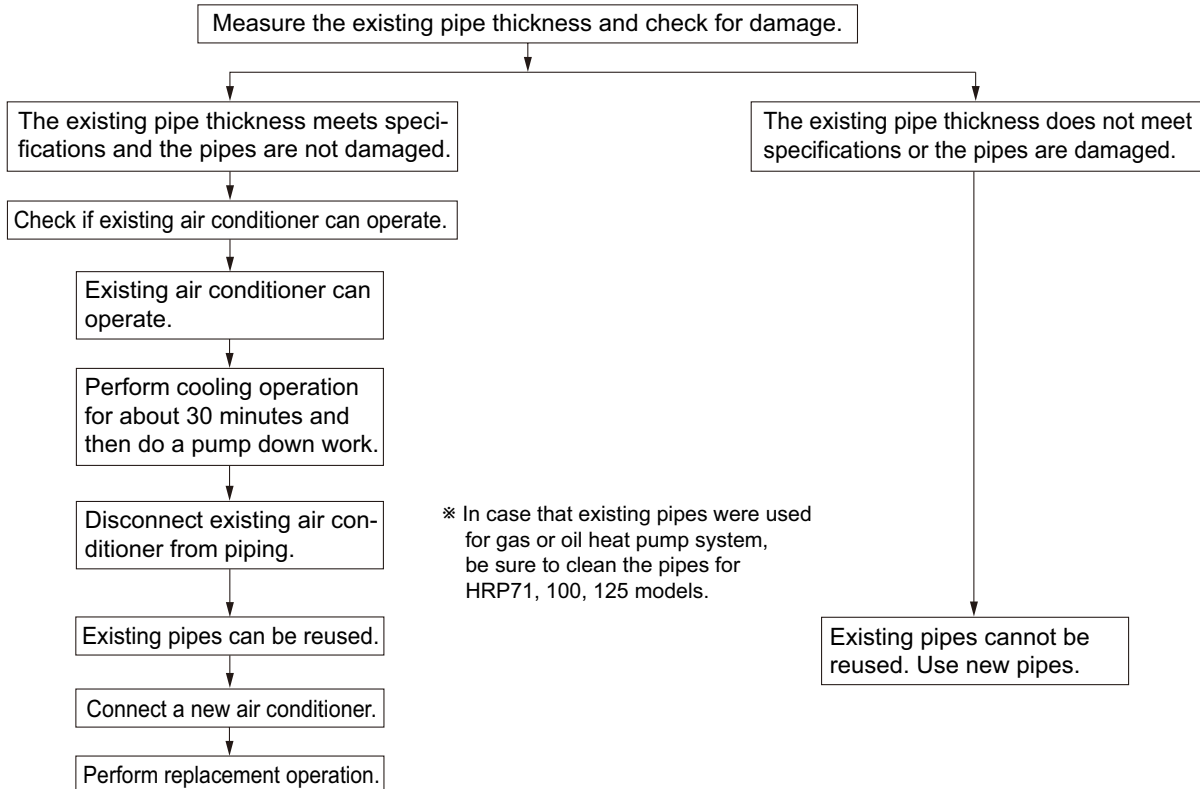 Measure the existing pipe thickness and check for damage.
The existing pipe thickness meets speci-
fications and the pipes are not damaged.
The existing pipe thickness does not meet
specifications or the pipes are damaged.
Check if existing air conditioner can operate.
Existing air conditioner can
operate.
Perform cooling operation
for about 30 minutes and
then do a pump down work.
Disconnect existing air con-
ditioner from piping.
※ In case that existing pipes were used
for gas or oil heat pump system,
be sure to clean the pipes for
HRP71, 100, 125 models.
Existing pipes can be reused.
Existing pipes cannot be
reused. Use new pipes.
Connect a new air conditioner.
Perform replacement operation.